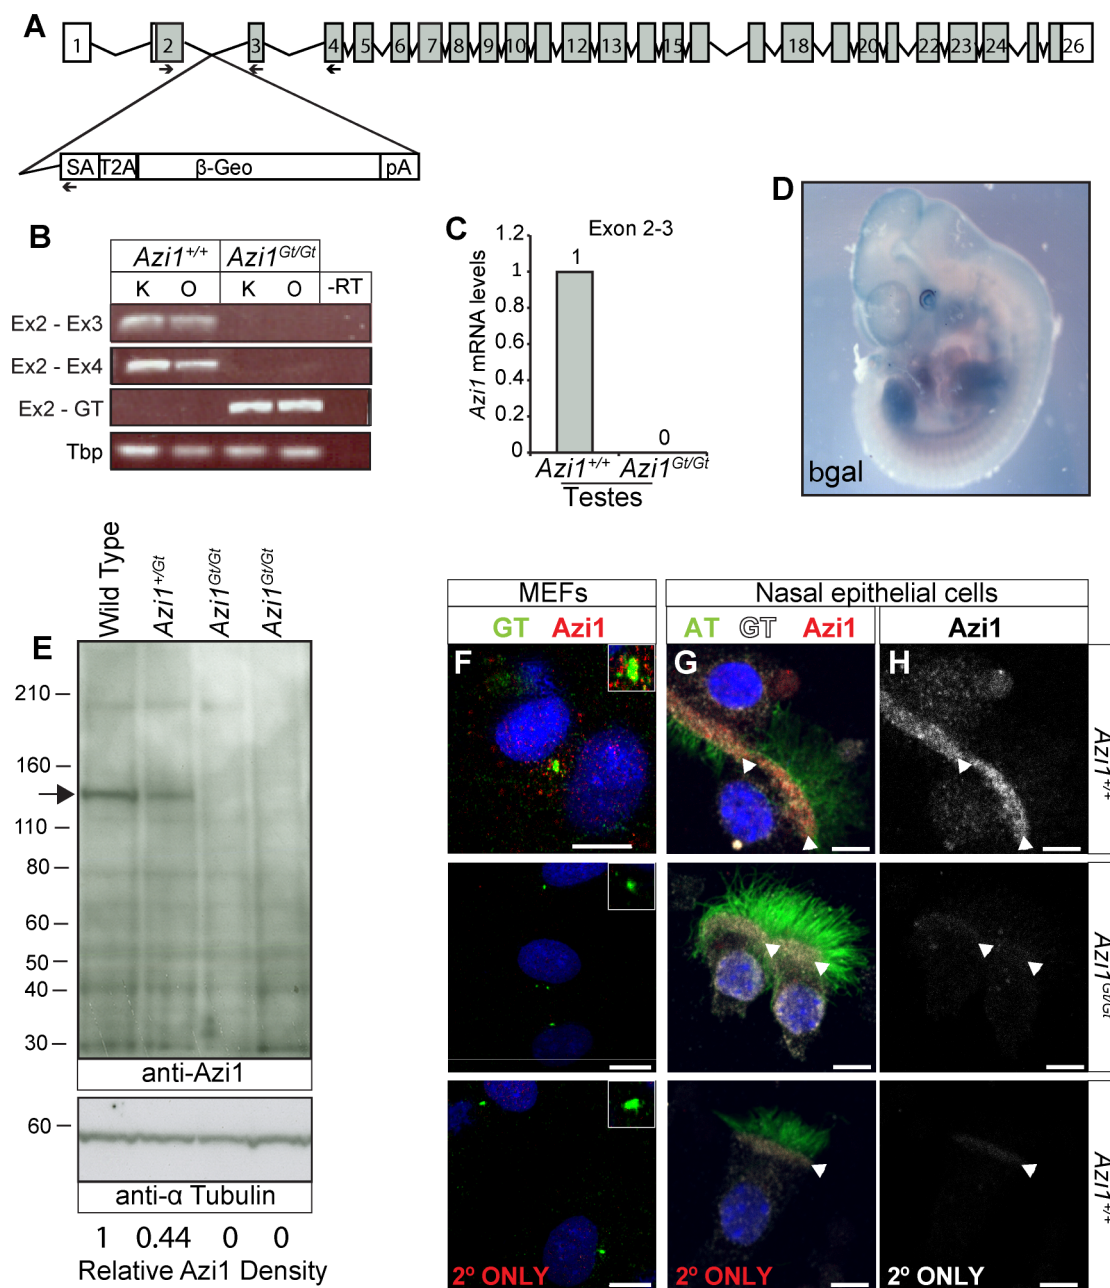 A
1 2 3 4 5 6 7 8 9 10 12 13 15 18 20 22 23 24 26
SA T2A β-Geo pA
B
Azi1+/+ Azi1Gt/Gt
K O K O -RT
Ex2 - Ex3
Ex2 - Ex4
Ex2 - GT
Tbp
C
Exon 2-3
Azi1 mRNA levels
1.2
1
0.8
0.6
0.4
0.2
0
1
0
Azi1+/+ Azi1Gt/Gt
Testes
D
bgal
E
Wild Type
Azi1+/Gt
Azi1Gt/Gt
Azi1Gt/Gt
210
160
110
80
60
50
40
30
anti-Azi1
60
anti-α Tubulin
1 0.44 0 0
Relative Azi1 Density
MEFs
Nasal epithelial cells
GT Azi1
AT GT Azi1
Azi1
F
G
H
Azi1+/+
Azi1Gt/Gt
Azi1+/+
2º ONLY
2º ONLY
2º ONLY